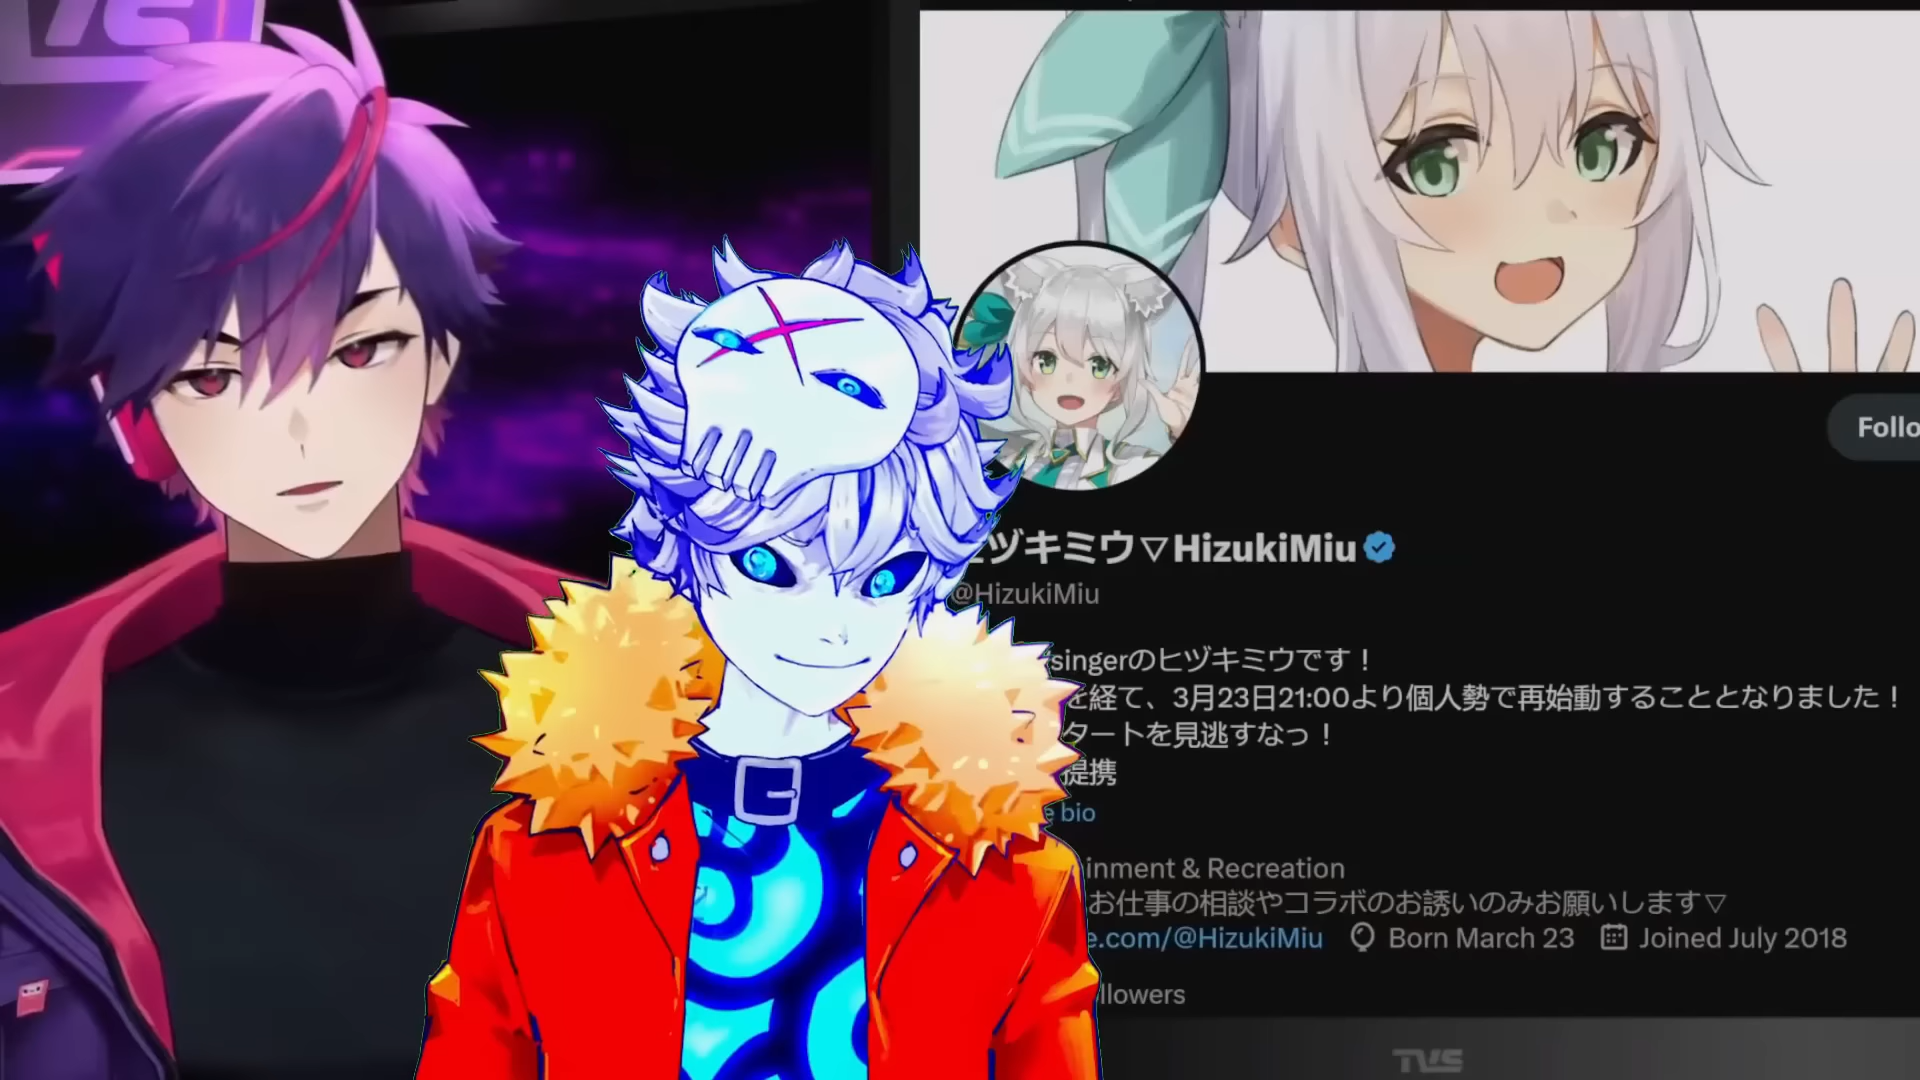 TVS
ヅキミウ▽HizukiMiu
@HizukiMiu
singerのヒヅキミウです！
を経て、3月23日21:00より個人勢で再始動することとなりました！
タートを見逃すなっ！
提携
bio
inment & Recreation
お仕事の相談やコラボのお誘いのみお願いします▽
e.com/@HizukiMiu Born March 23 Joined July 2018
llowers
Follo
TVS